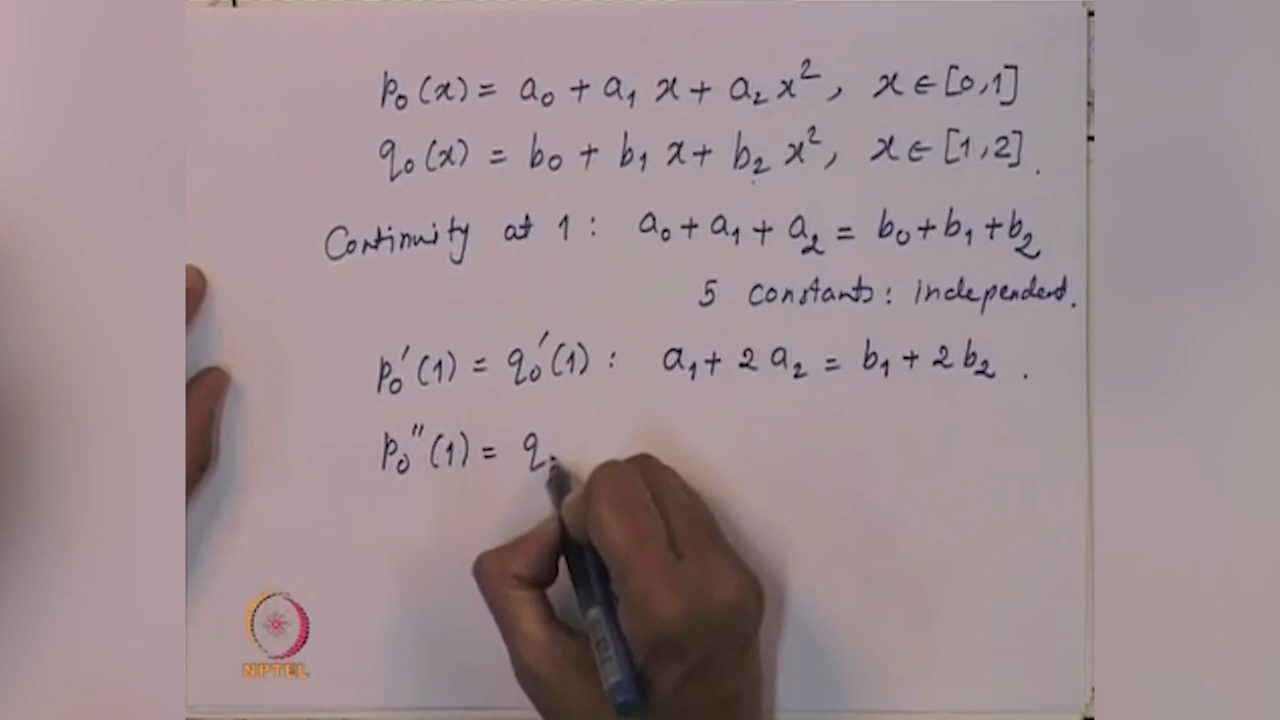 p₀(x) = a₀ + a₁ x + a₂ x², x ∈ [0,1]
q₀(x) = b₀ + b₁ x + b₂ x², x ∈ [1,2].
Continuity at 1 : a₀ + a₁ + a₂ = b₀ + b₁ + b₂
5 constants : independent.
p₀′(1) = q₀′(1) : a₁ + 2 a₂ = b₁ + 2 b₂ .
p₀″(1) = q
NPTEL